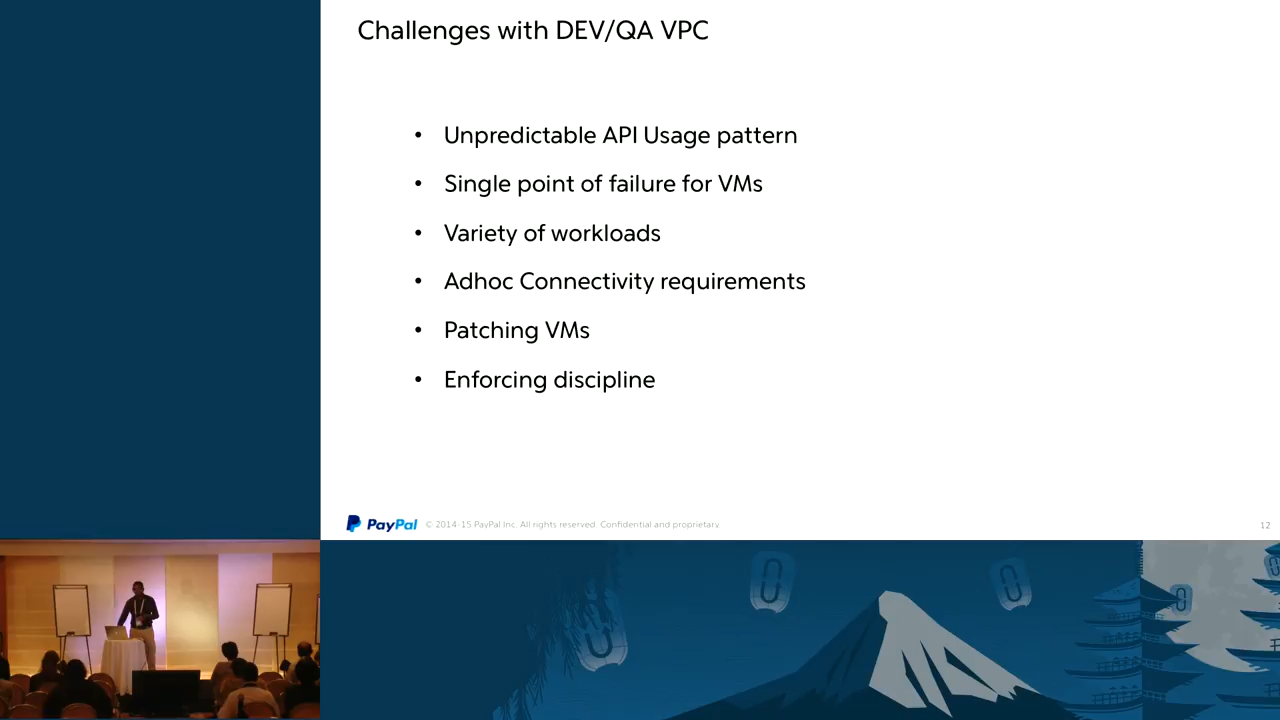 Challenges with DEV/QA VPC
• Unpredictable API Usage pattern
• Single point of failure for VMs
• Variety of workloads
• Adhoc Connectivity requirements
• Patching VMs
• Enforcing discipline
PayPal © 2014-15 PayPal Inc. All rights reserved. Confidential and proprietary. 12